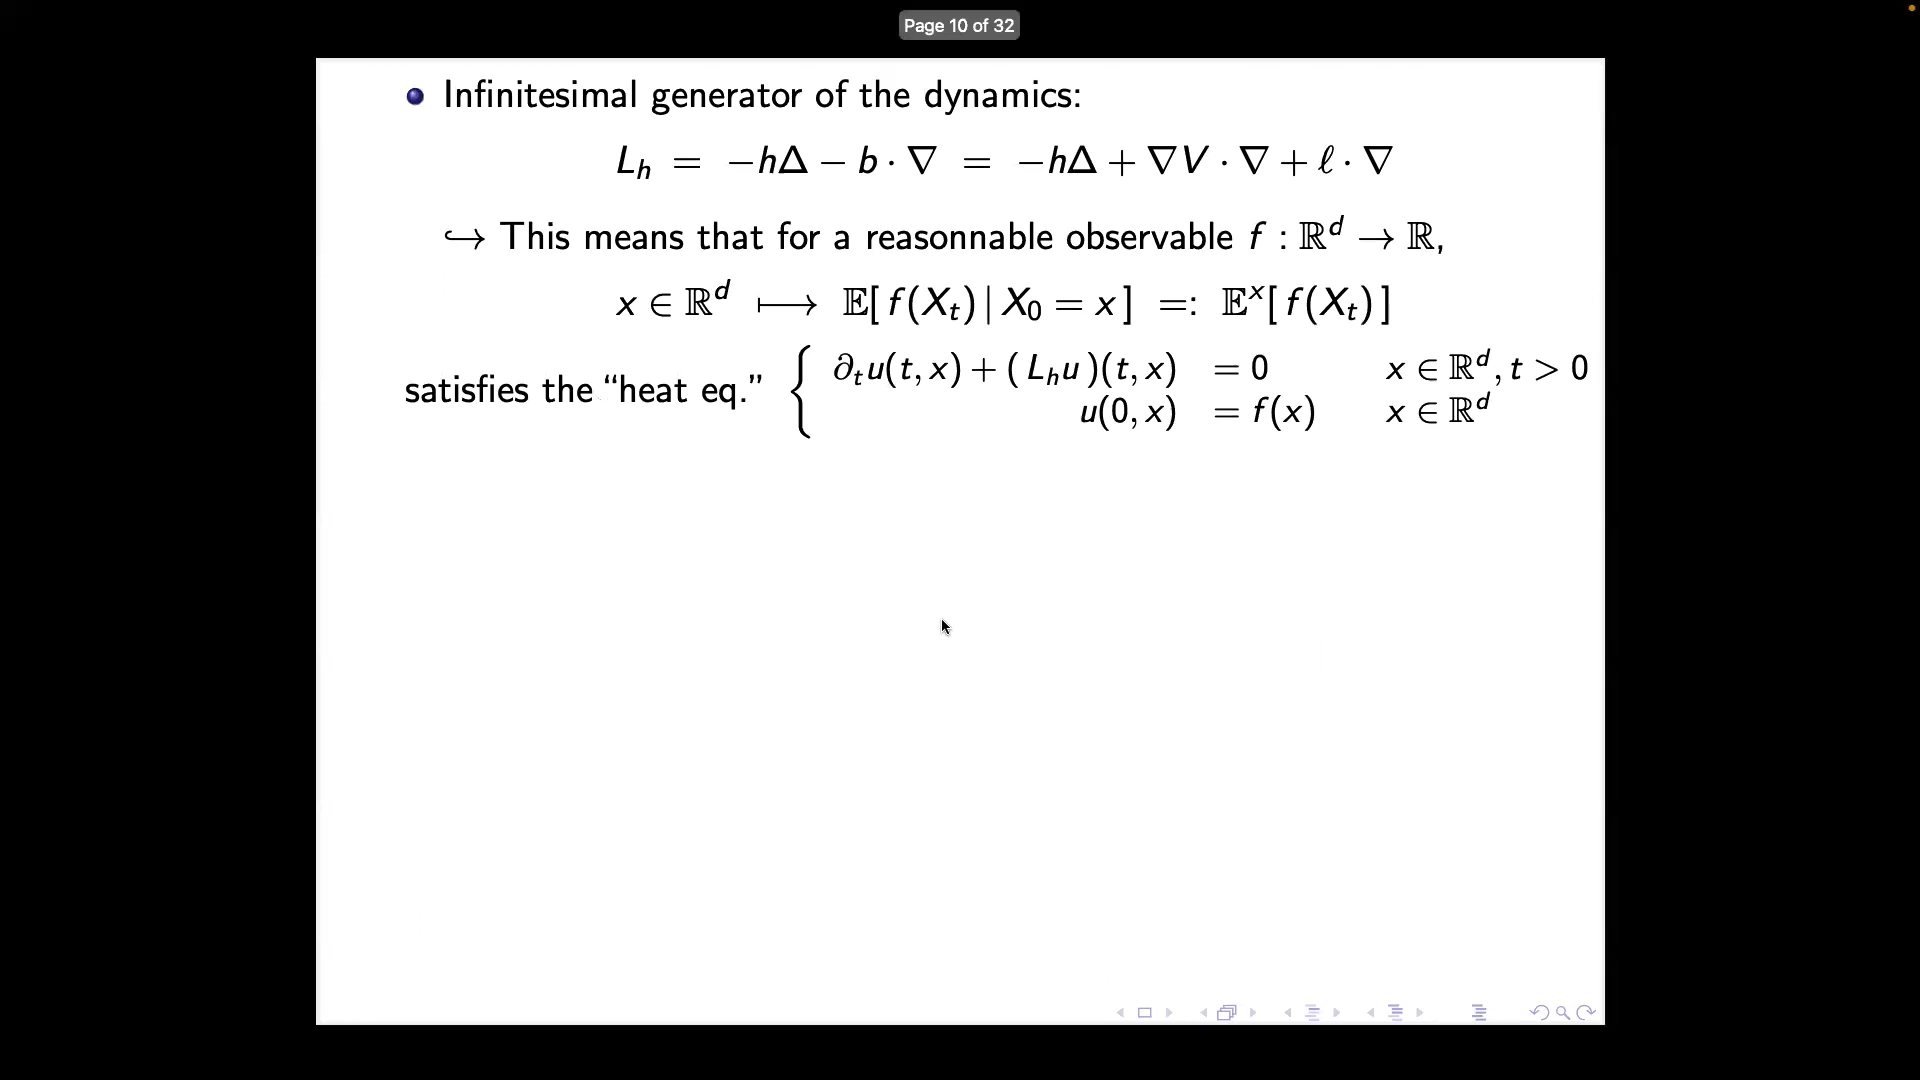 Page 10 of 32
Infinitesimal generator of the dynamics:
L_h = −hΔ − b · ∇ = −hΔ + ∇V · ∇ + ℓ · ∇
↪ This means that for a reasonnable observable f : ℝ^d → ℝ,
x ∈ ℝ^d ⟼ 𝔼[ f(X_t) | X_0 = x ] =: 𝔼^x[ f(X_t) ]
satisfies the “heat eq.” { ∂_t u(t, x) + ( L_h u )(t, x) = 0 x ∈ ℝ^d, t > 0
u(0, x) = f(x) x ∈ ℝ^d